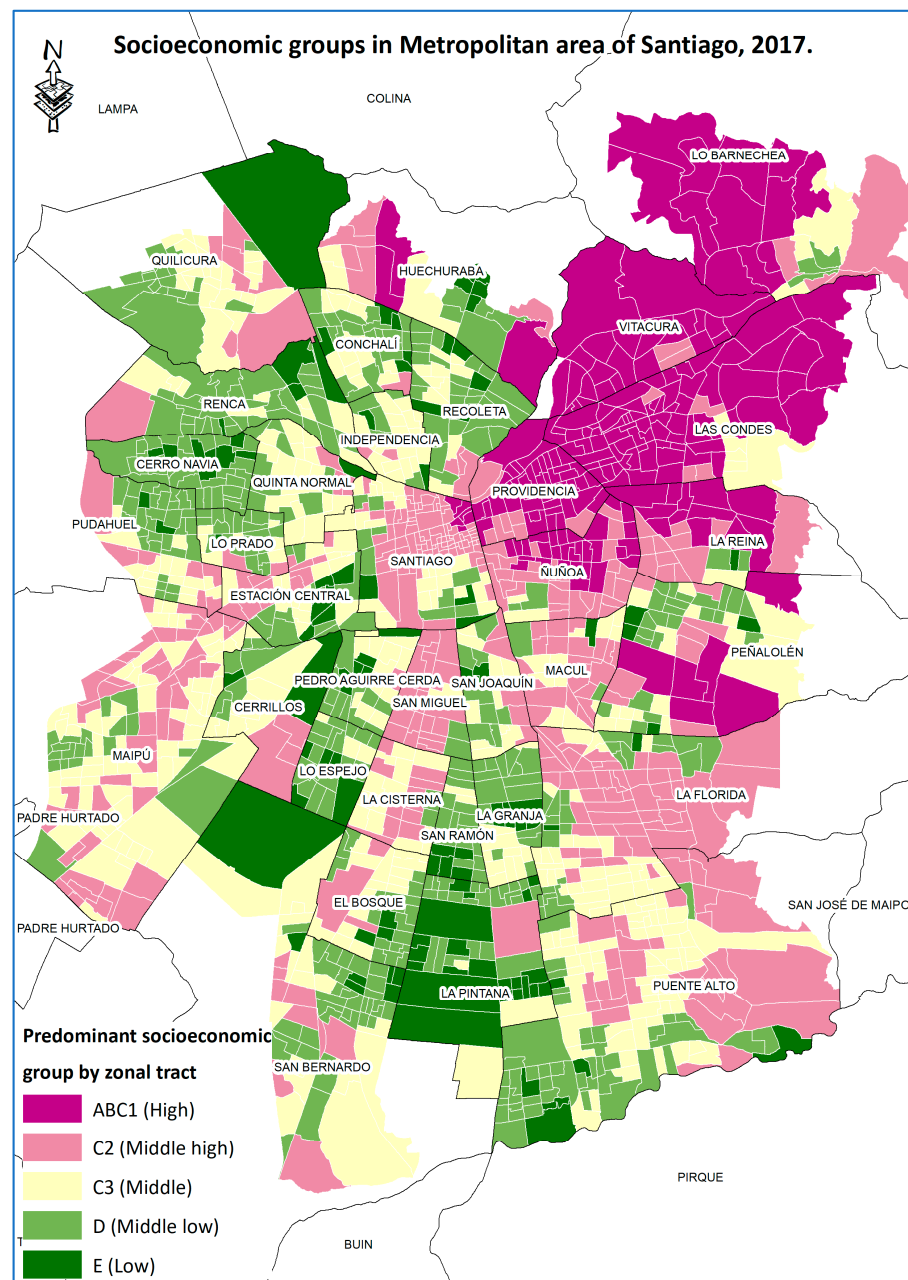 Socioeconomic groups in Metropolitan area of Santiago, 2017.
N
COLINA
LAMPA
LO BARNECHEA
QUILICURA
HUECHURABA
VITACURA
CONCHALÍ
RENCA
RECOLETA
LAS CONDES
INDEPENDENCIA
CERRO NAVIA
QUINTA NORMAL
PROVIDENCIA
PUDAHUEL
LO PRADO
LA REINA
SANTIAGO
ÑUÑOA
ESTACIÓN CENTRAL
PEÑALOLÉN
MACUL
PEDRO AGUIRRE CERDA
SAN JOAQUÍN
SAN MIGUEL
CERRILLOS
MAIPÚ
LO ESPEJO
LA FLORIDA
LA CISTERNA
PADRE HURTADO
LA GRANJA
SAN RAMÓN
EL BOSQUE
SAN JOSÉ DE MAIPO
PADRE HURTADO
LA PINTANA
PUENTE ALTO
SAN BERNARDO
PIRQUE
BUIN
Predominant socioeconomic
group by zonal tract
ABC1 (High)
C2 (Middle high)
C3 (Middle)
D (Middle low)
E (Low)